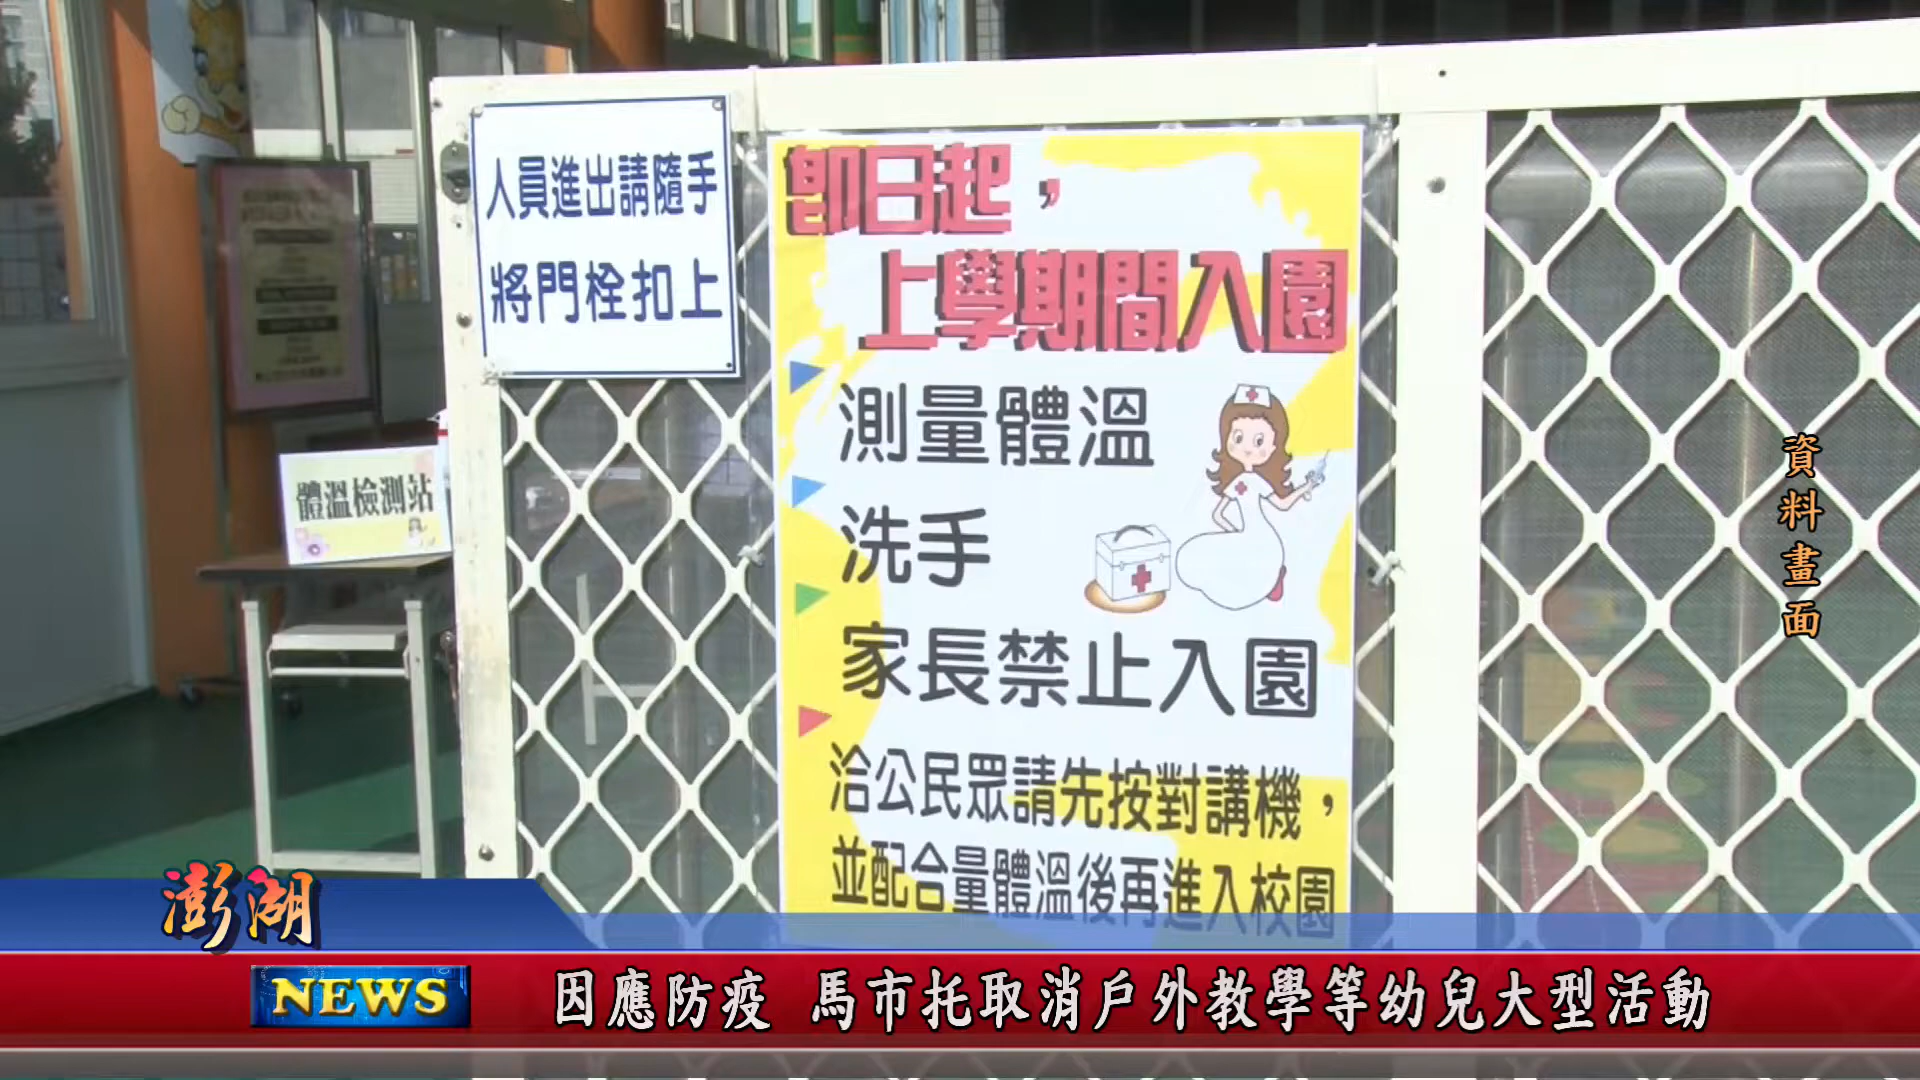 人員進出請隨手
將門栓扣上
即日起，
上學期間入園
測量體溫
洗手
家長禁止入園
洽公民眾請先按對講機，
並配合量體溫後再進入校園
體溫檢測站
資料畫面
澎湖
NEWS
因應防疫 馬市托取消戶外教學等幼兒大型活動